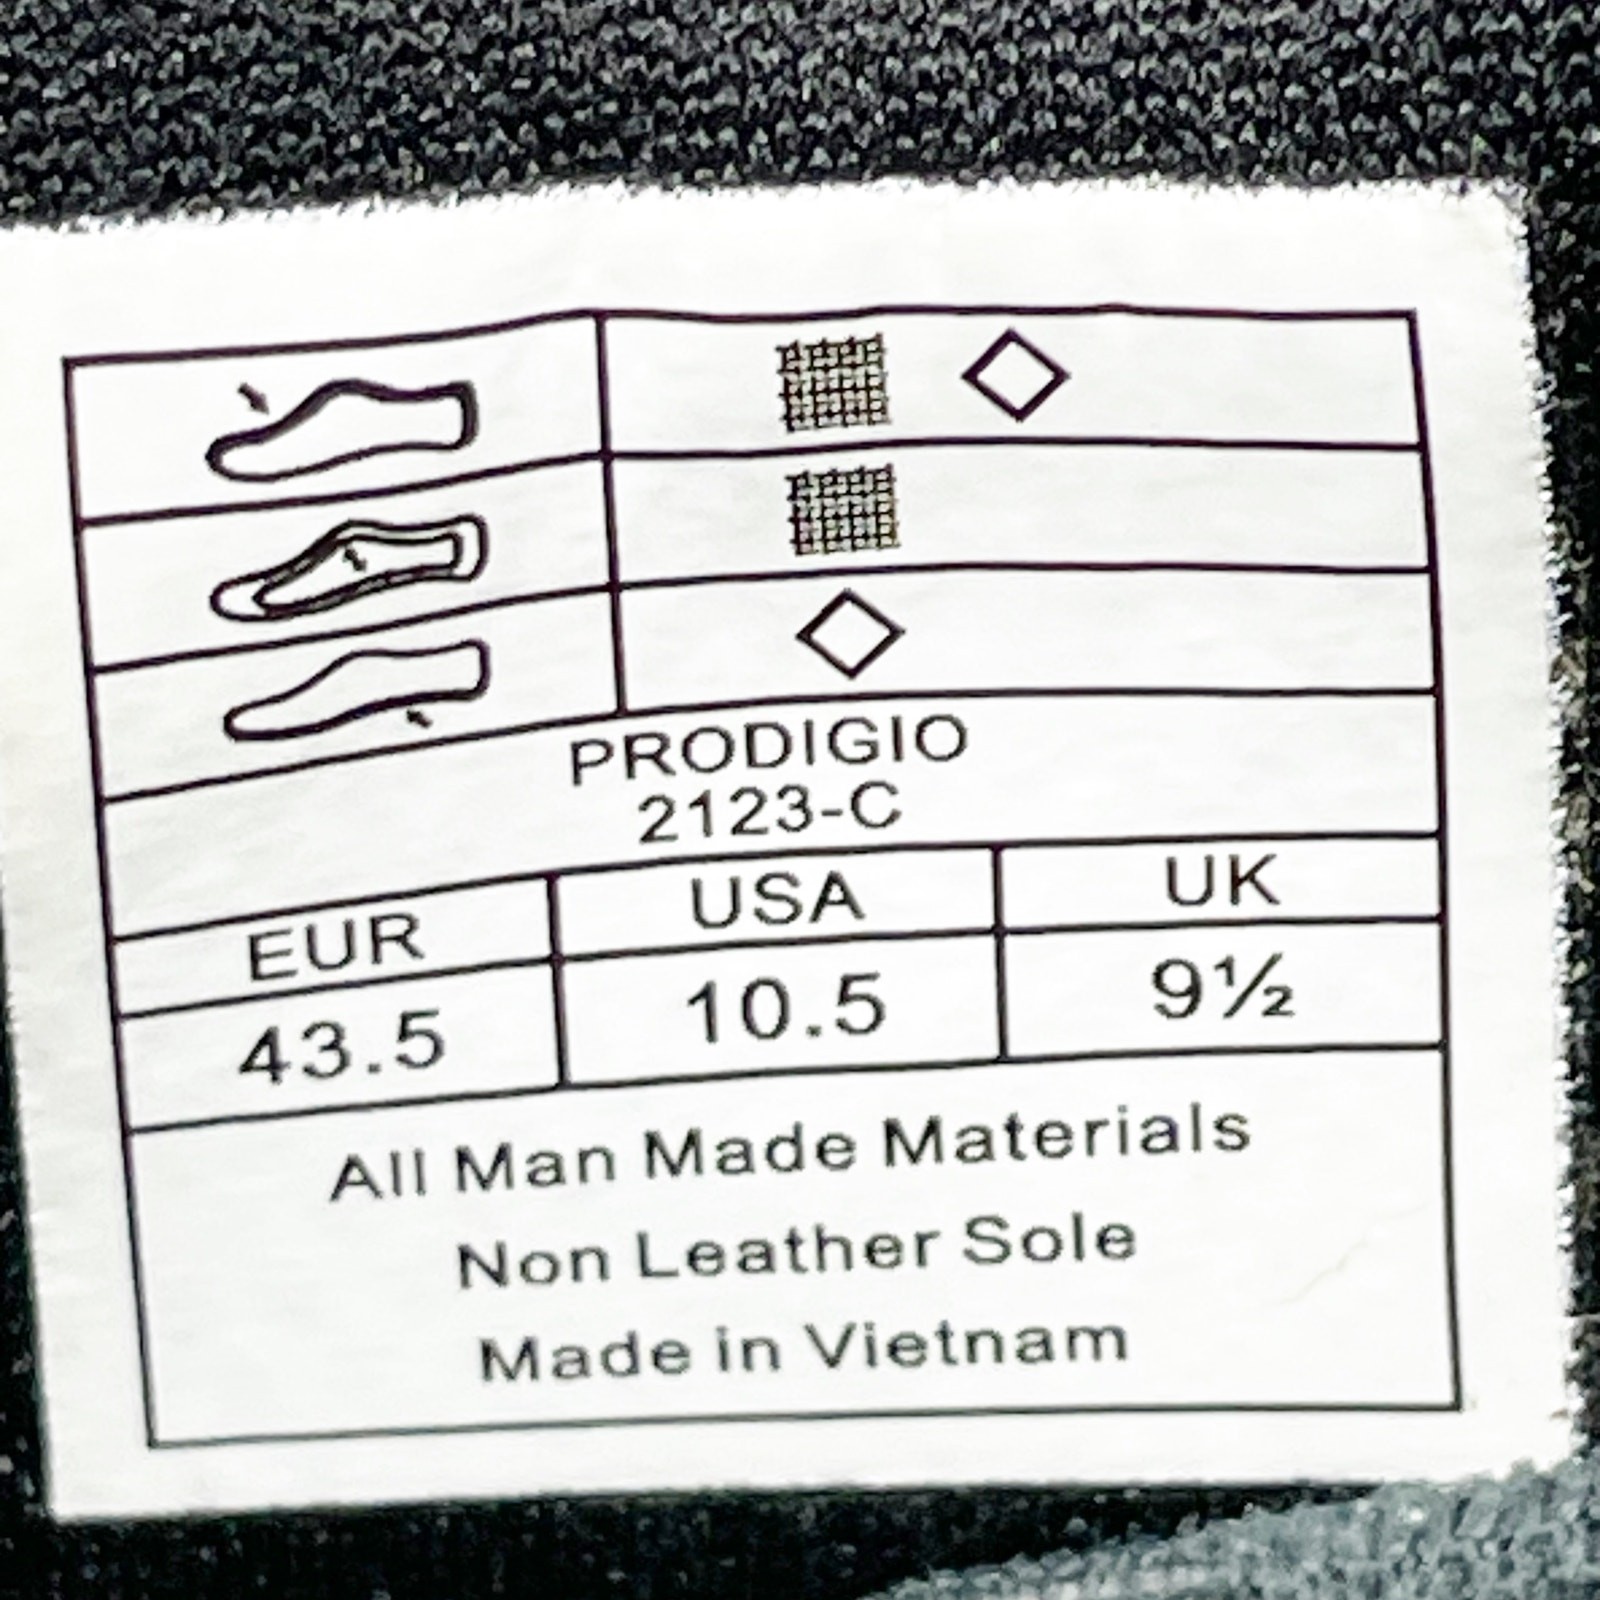 PRODIGIO
2123-C
EUR USA UK
43.5 10.5 9½
All Man Made Materials
Non Leather Sole
Made in Vietnam